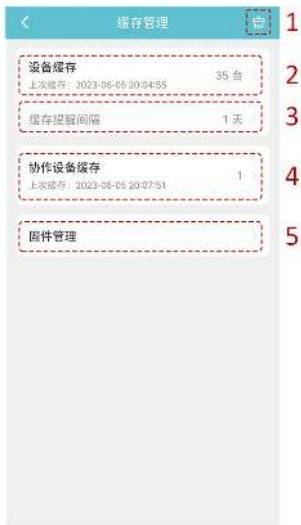 缓存管理
1
设备缓存
上次缓存：2023-06-06 20:04:55
35 台
2
缓存提醒间隔
1 天
3
协作设备缓存
上次缓存：2023-06-05 20:07:51
1
4
固件管理
5